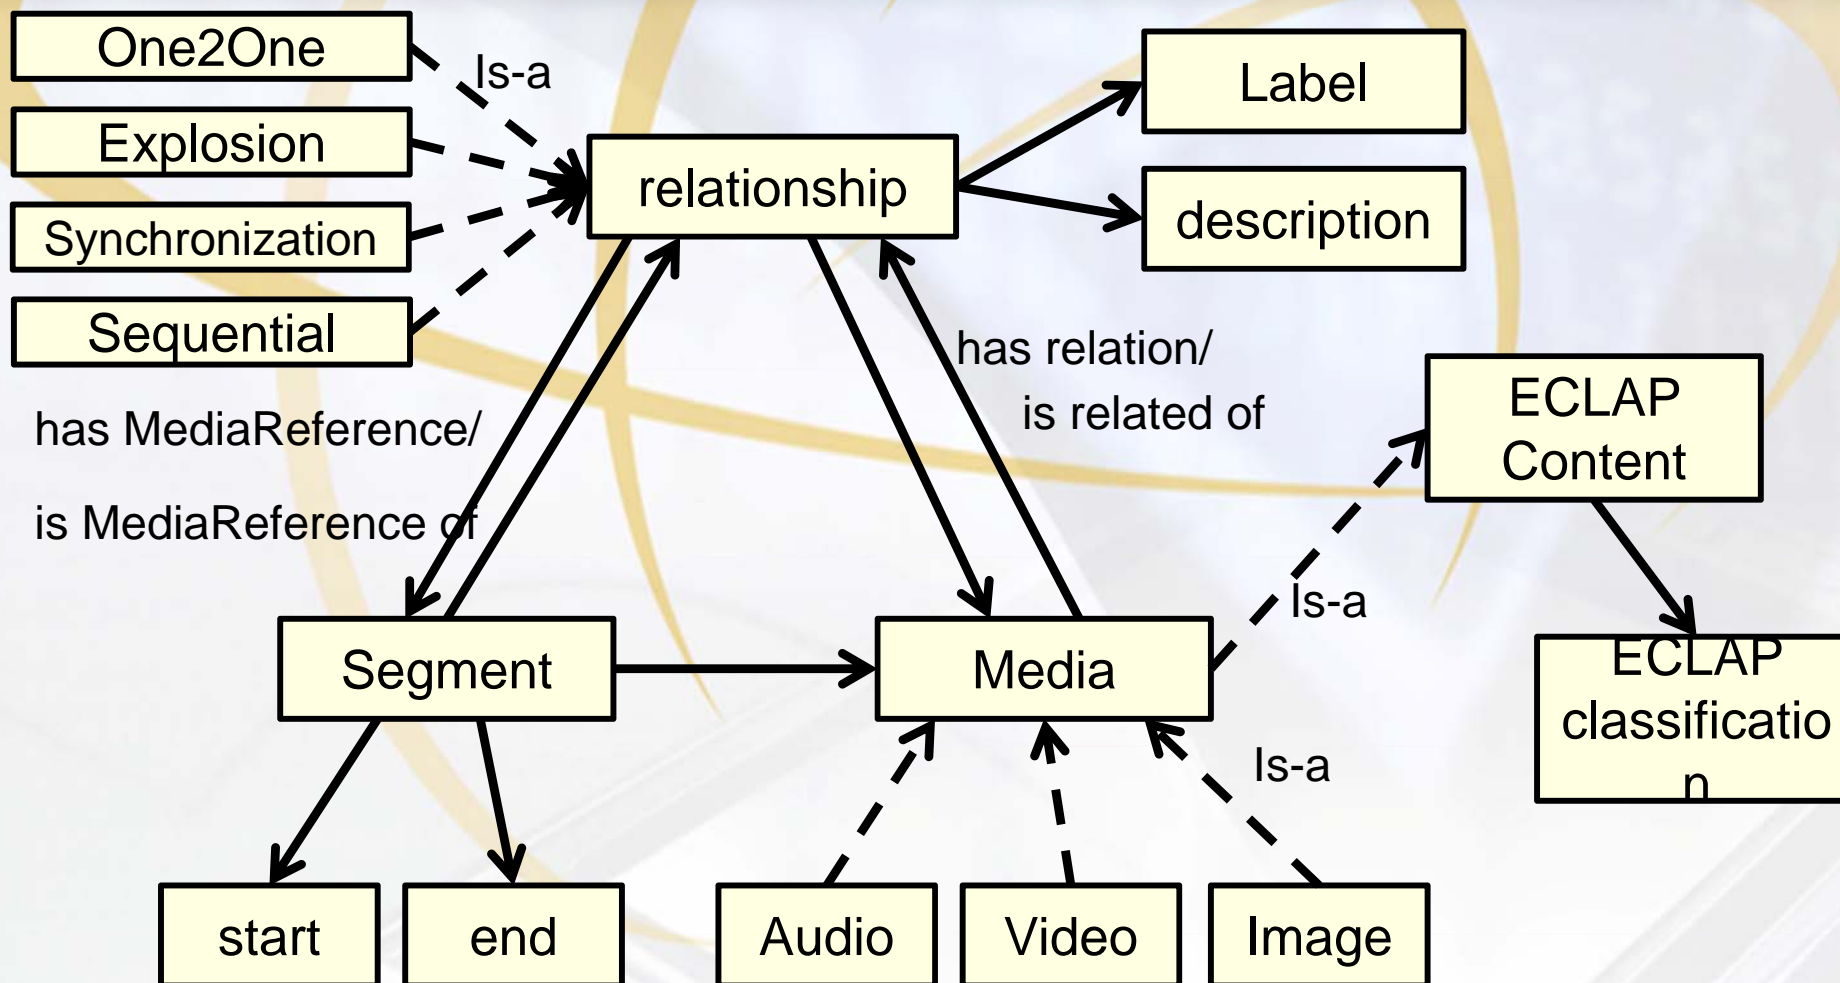 One2One
Is-a
Label
Explosion
relationship
description
Synchronization
Sequential
has relation/
is related of
ECLAP
Content
has MediaReference/
is MediaReference of
Is-a
Segment
Media
ECLAP
classificatio
n
Is-a
start
end
Audio
Video
Image